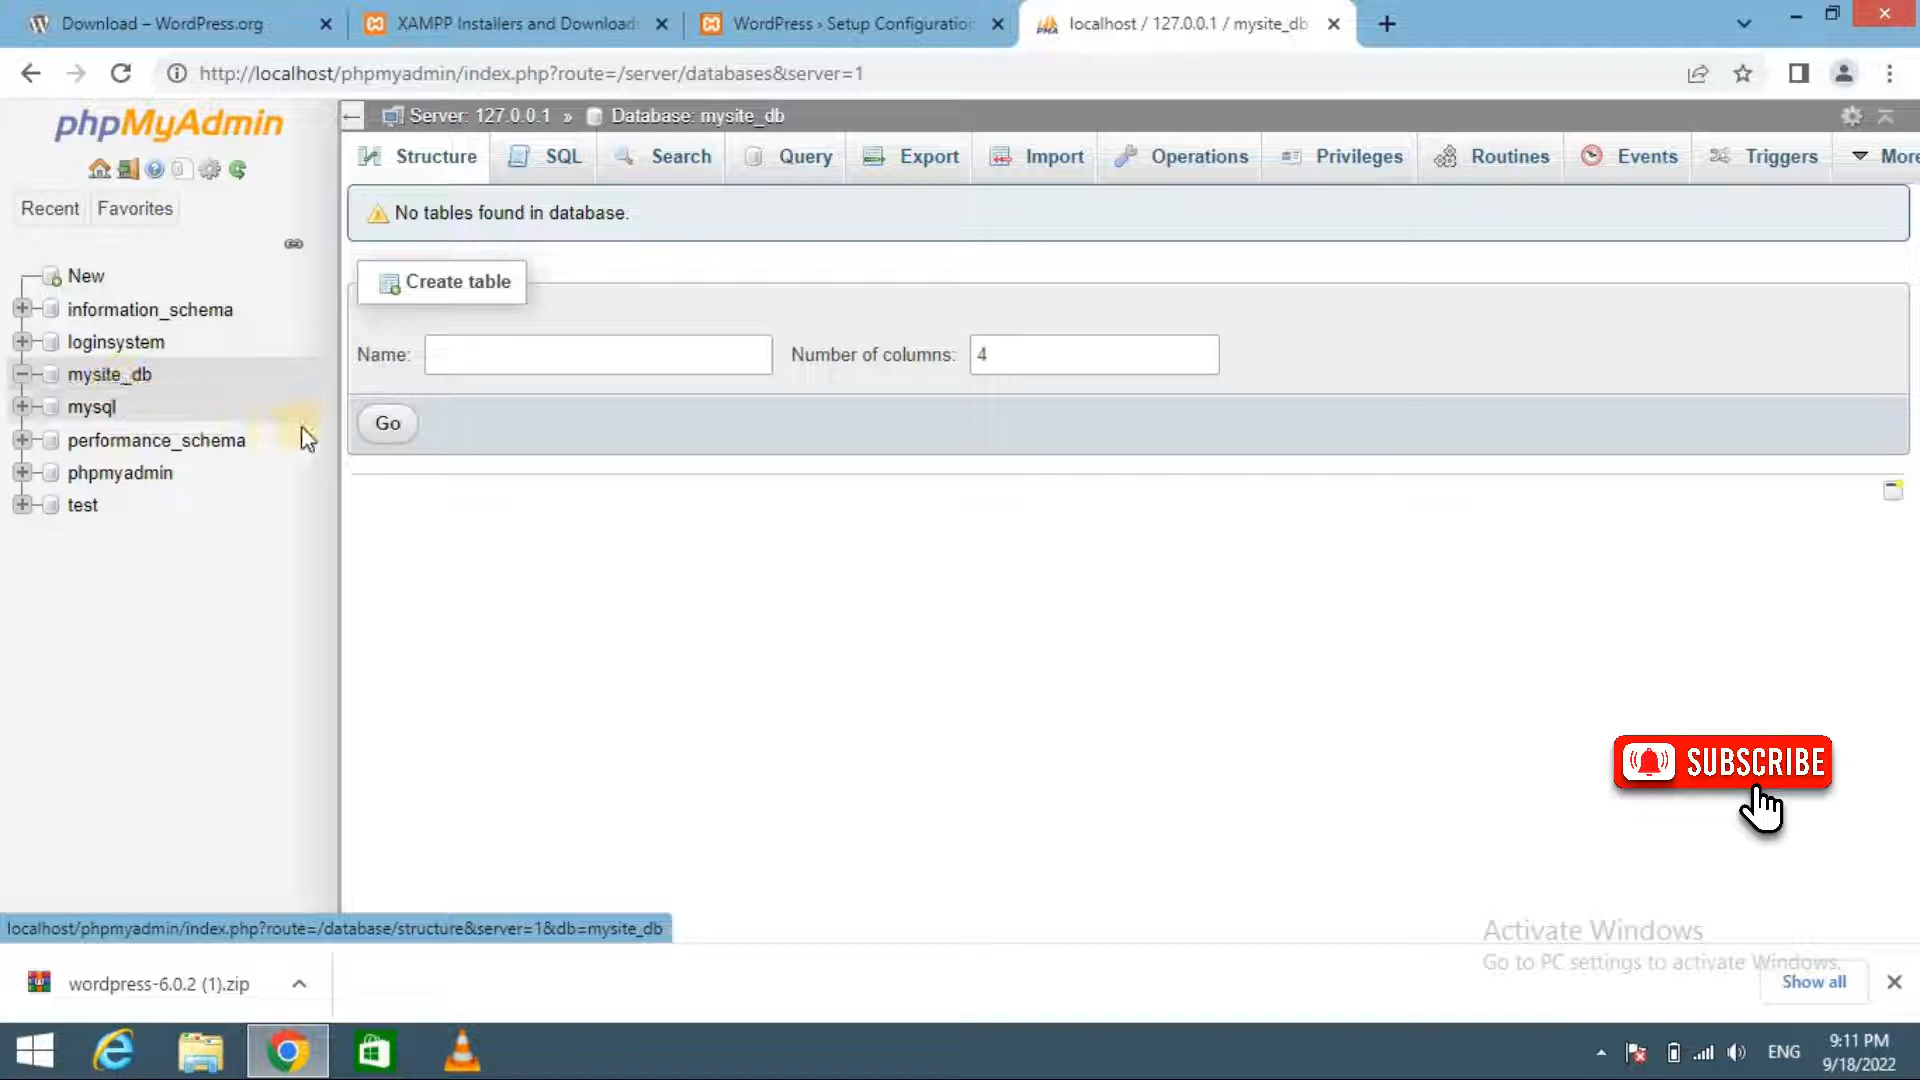 Download – WordPress.org
XAMPP Installers and Download
WordPress › Setup Configuratio
localhost / 127.0.0.1 / mysite_db
http://localhost/phpmyadmin/index.php?route=/server/databases&server=1
phpMyAdmin
Server: 127.0.0.1 » Database: mysite_db
Structure SQL Search Query Export Import Operations Privileges Routines Events Triggers More
Recent Favorites
No tables found in database.
New
information_schema
loginsystem
mysite_db
mysql
performance_schema
phpmyadmin
test
Create table
Name: Number of columns: 4
Go
SUBSCRIBE
localhost/phpmyadmin/index.php?route=/database/structure&server=1&db=mysite_db
Activate Windows
Go to PC settings to activate Windows.
wordpress-6.0.2 (1).zip
Show all
ENG
9:11 PM
9/18/2022